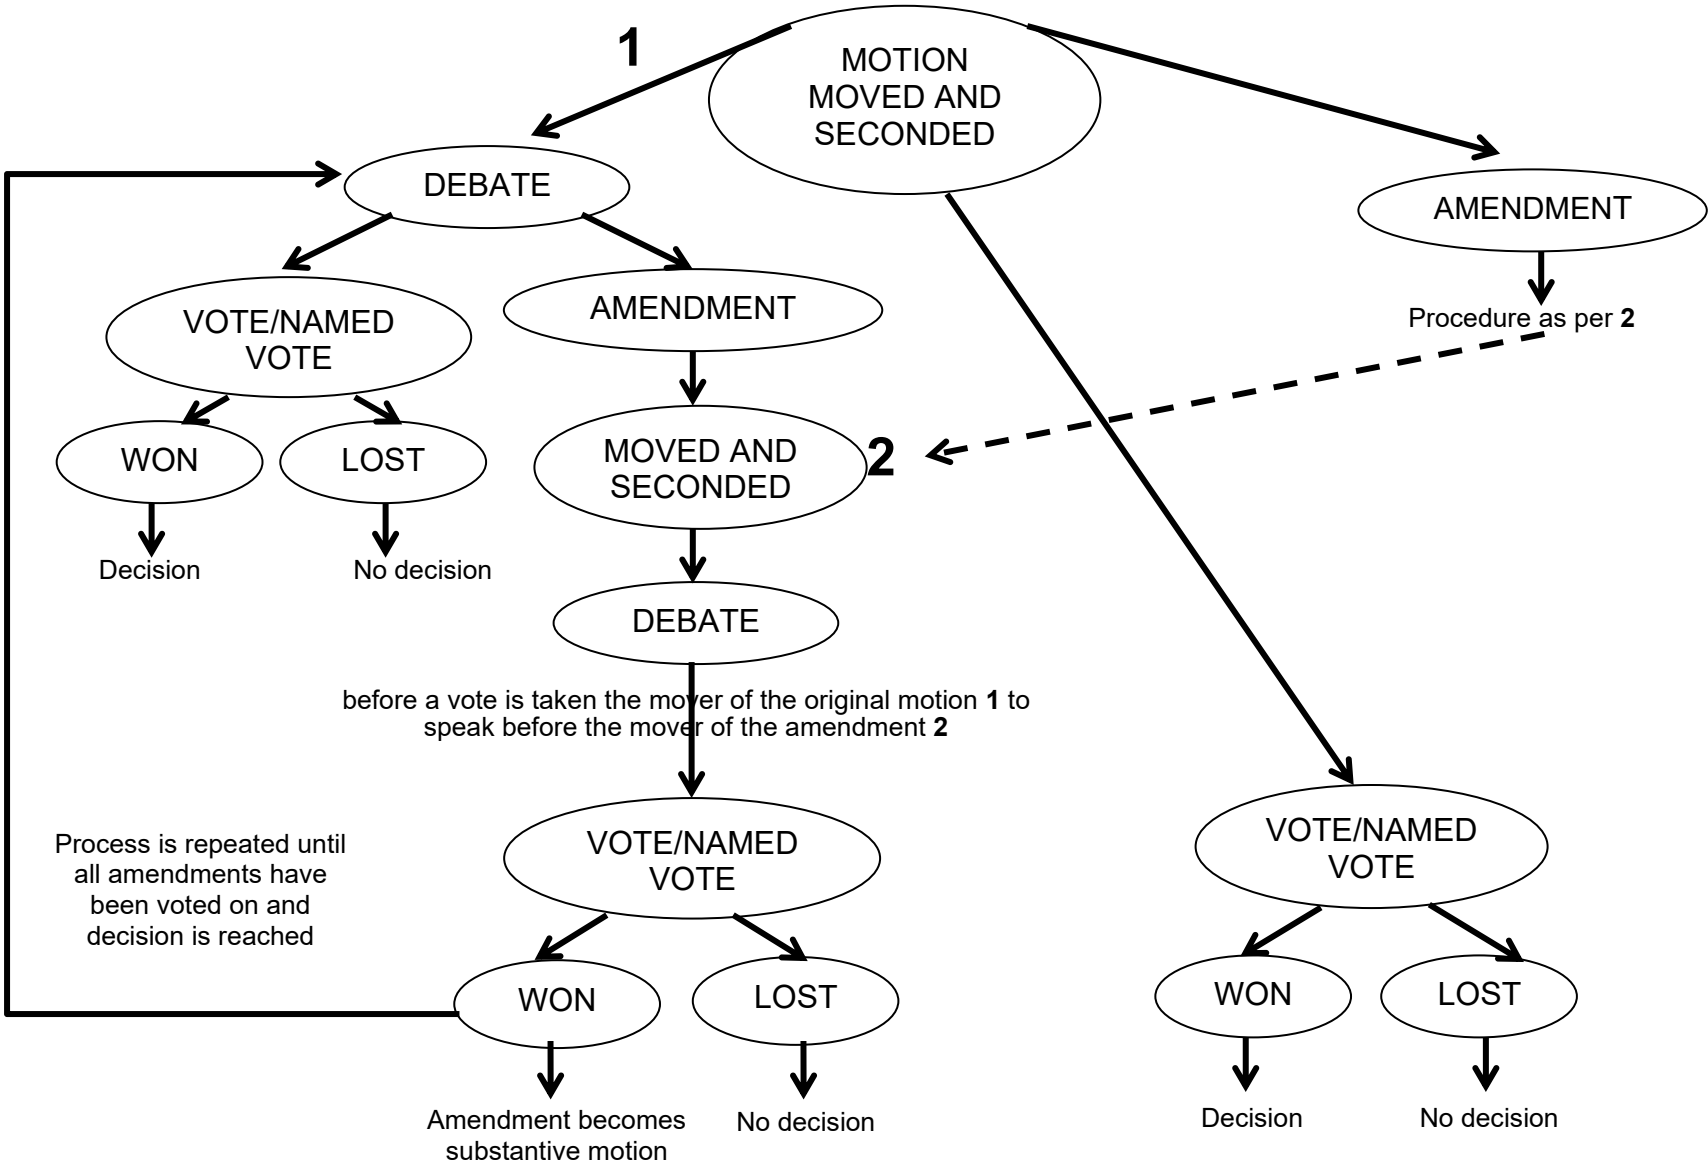 1
MOTION
MOVED AND
SECONDED
DEBATE
AMENDMENT
VOTE/NAMED
VOTE
AMENDMENT
Procedure as per 2
WON
LOST
MOVED AND
SECONDED
2
Decision
No decision
DEBATE
before a vote is taken the mover of the original motion 1 to
speak before the mover of the amendment 2
Process is repeated until
all amendments have
been voted on and
decision is reached
VOTE/NAMED
VOTE
VOTE/NAMED
VOTE
WON
LOST
WON
LOST
Amendment becomes
substantive motion
No decision
Decision
No decision